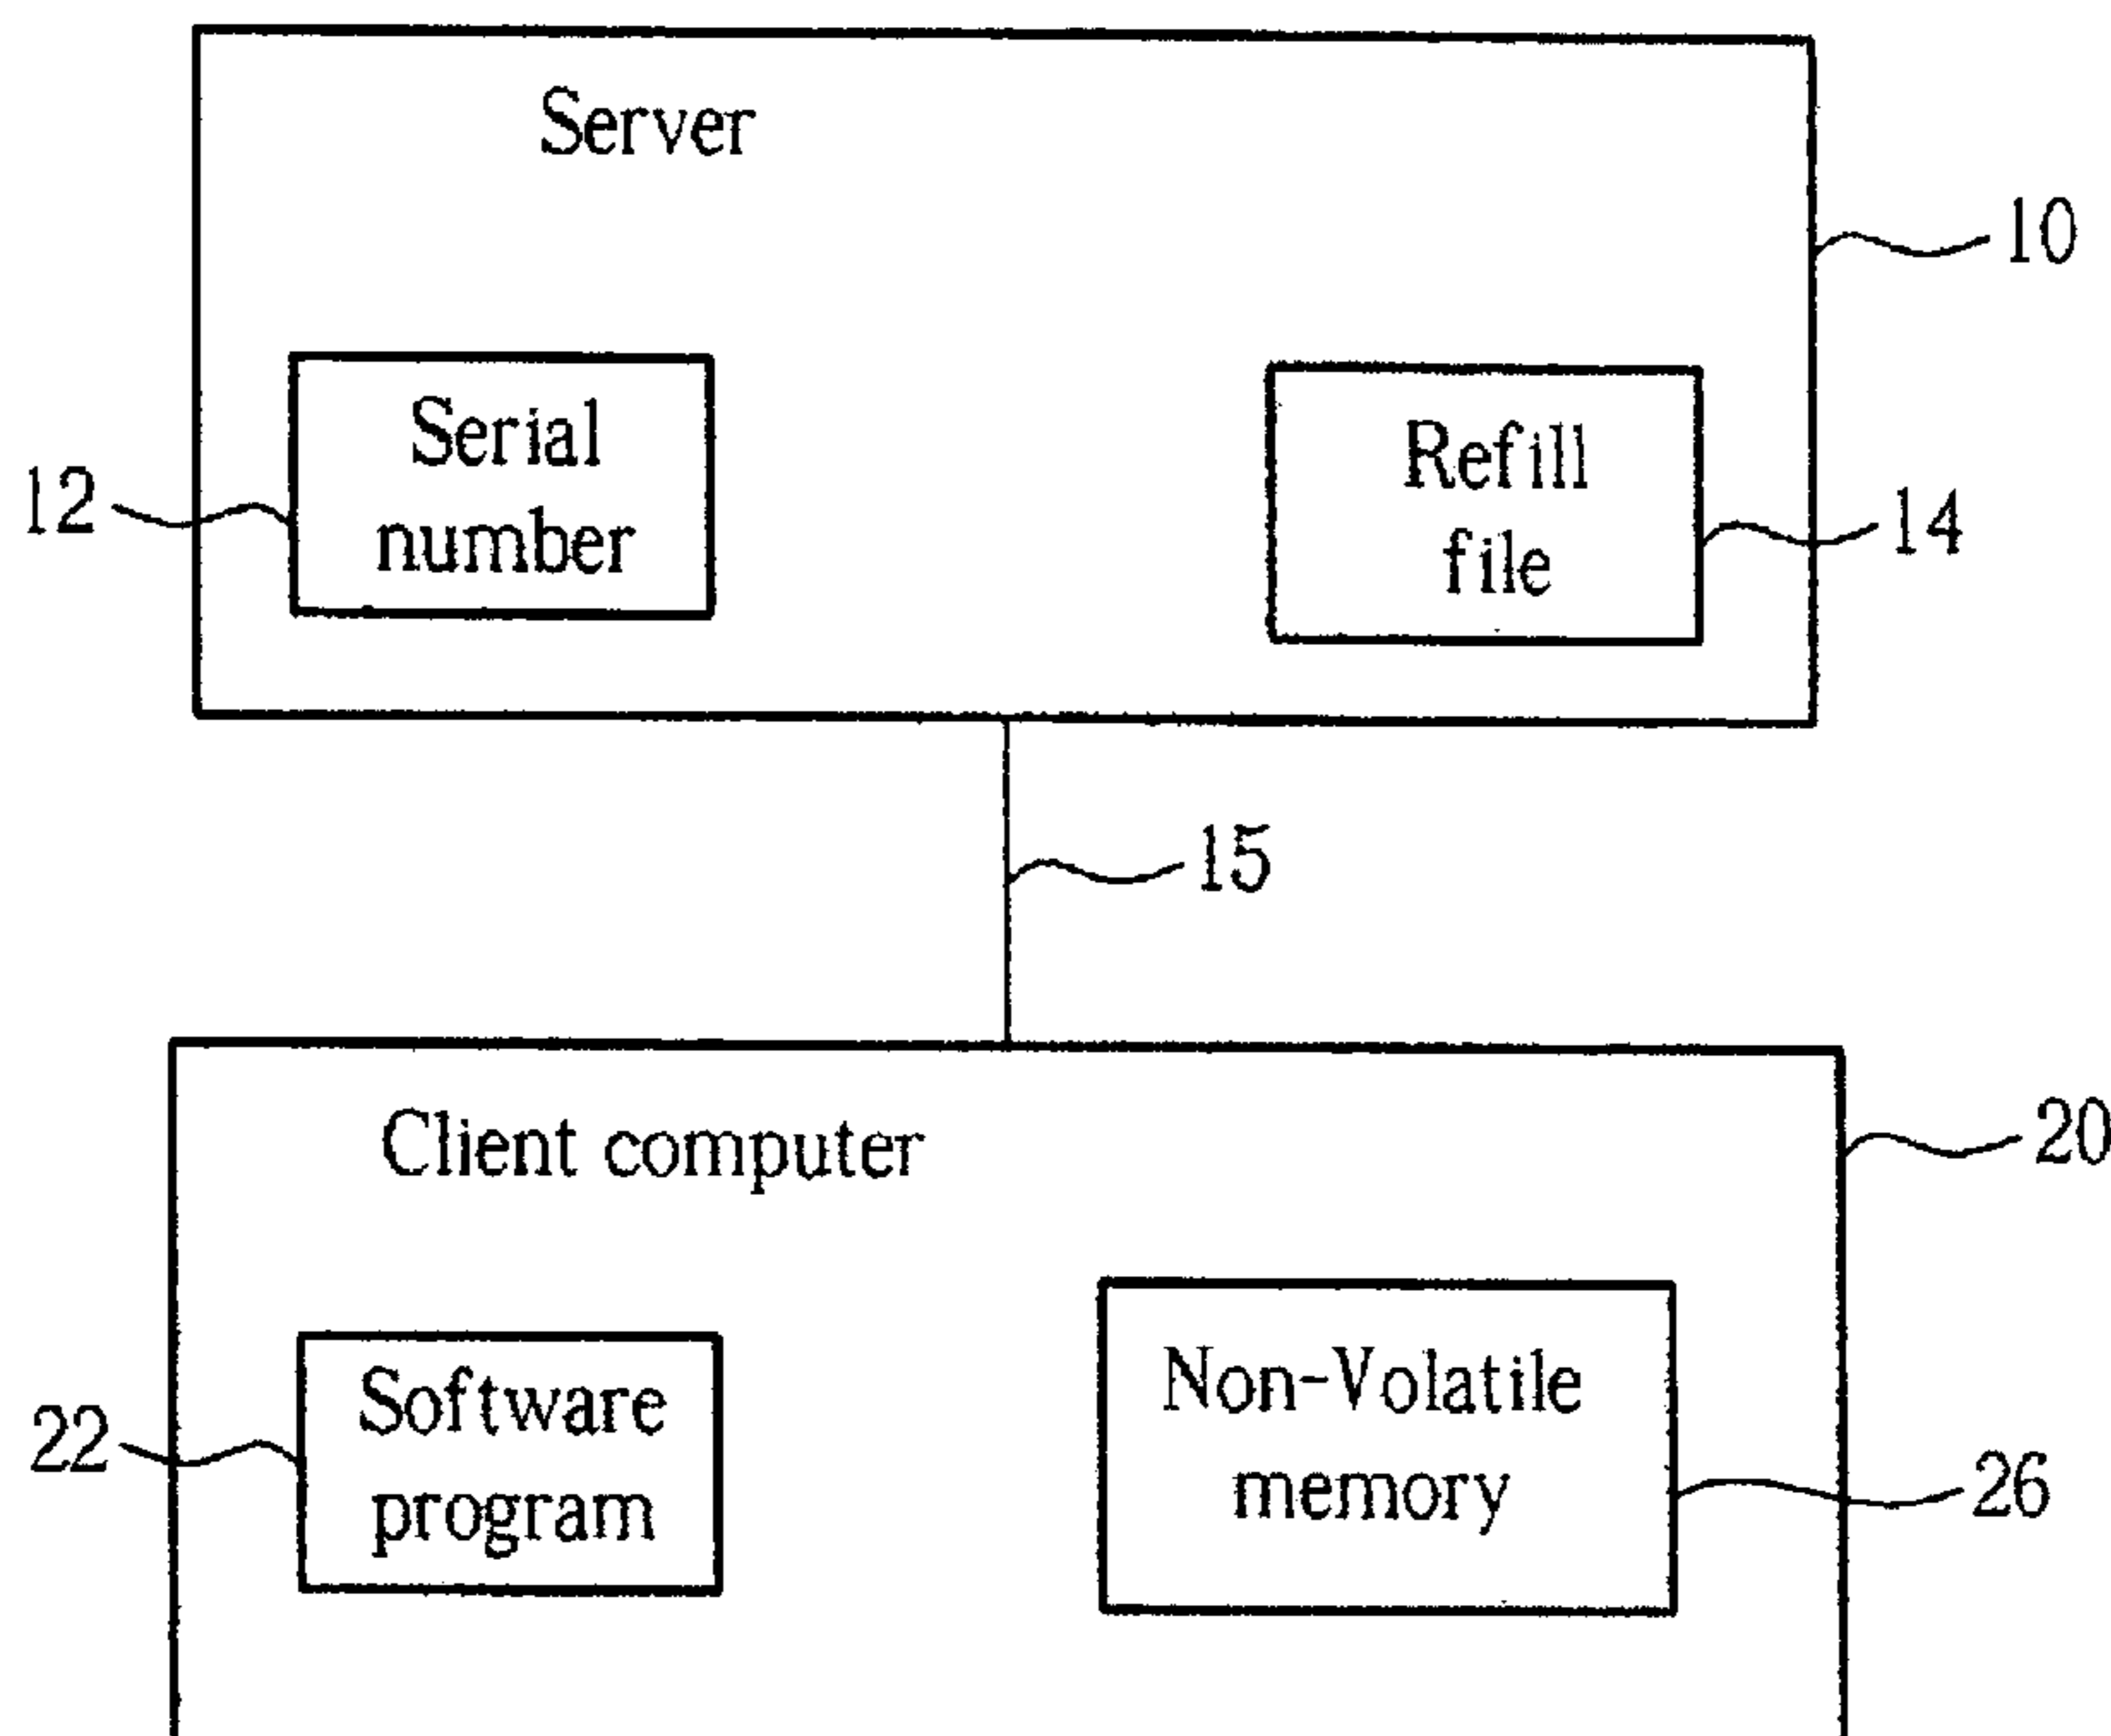 Server
10
Serial
number
12
Refill
file
14
15
Client computer
20
Software
program
22
Non-Volatile
memory
26